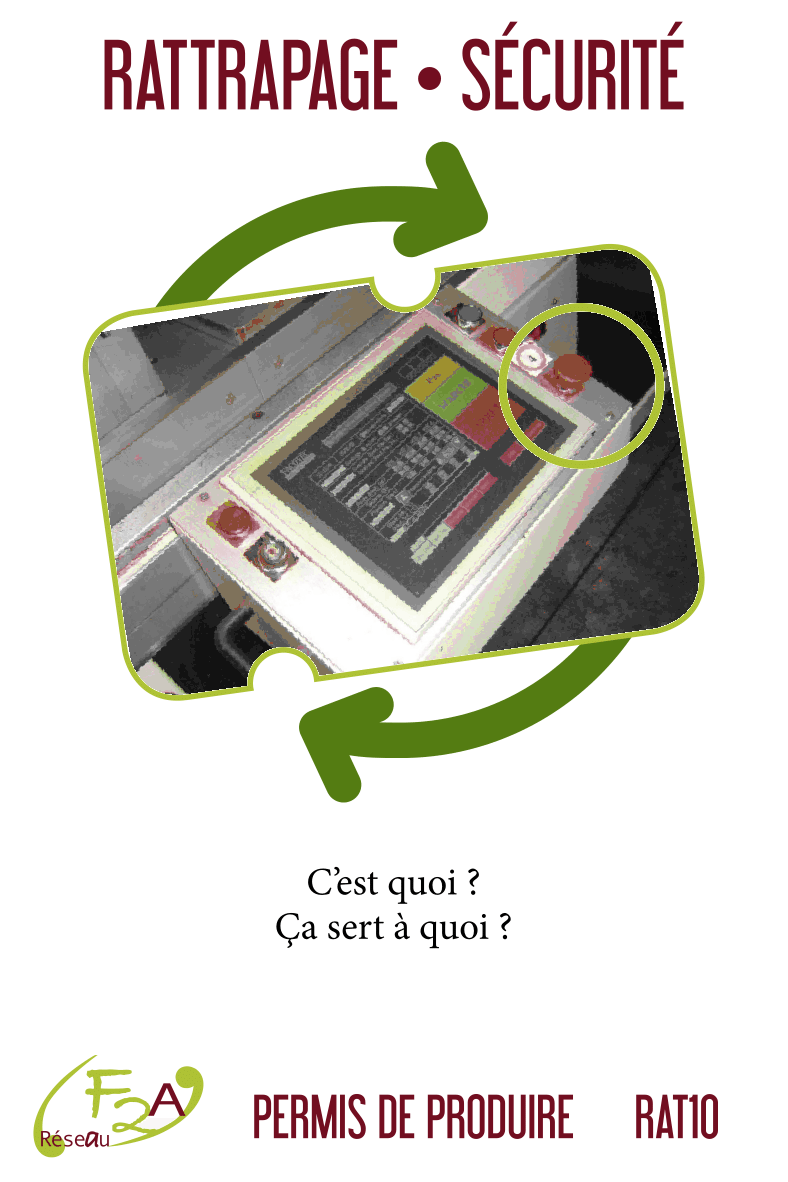 RATTRAPAGE • SÉCURITÉ
C'est quoi ?
Ça sert à quoi ?
F2A
Réseau
PERMIS DE PRODUIRE RAT10